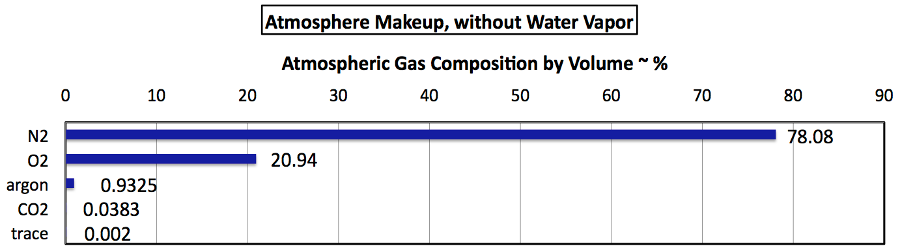 Atmosphere Makeup, without Water Vapor
Atmospheric Gas Composition by Volume ~ %
0 10 20 30 40 50 60 70 80 90
N2 78.08
O2 20.94
argon 0.9325
CO2 0.0383
trace 0.002